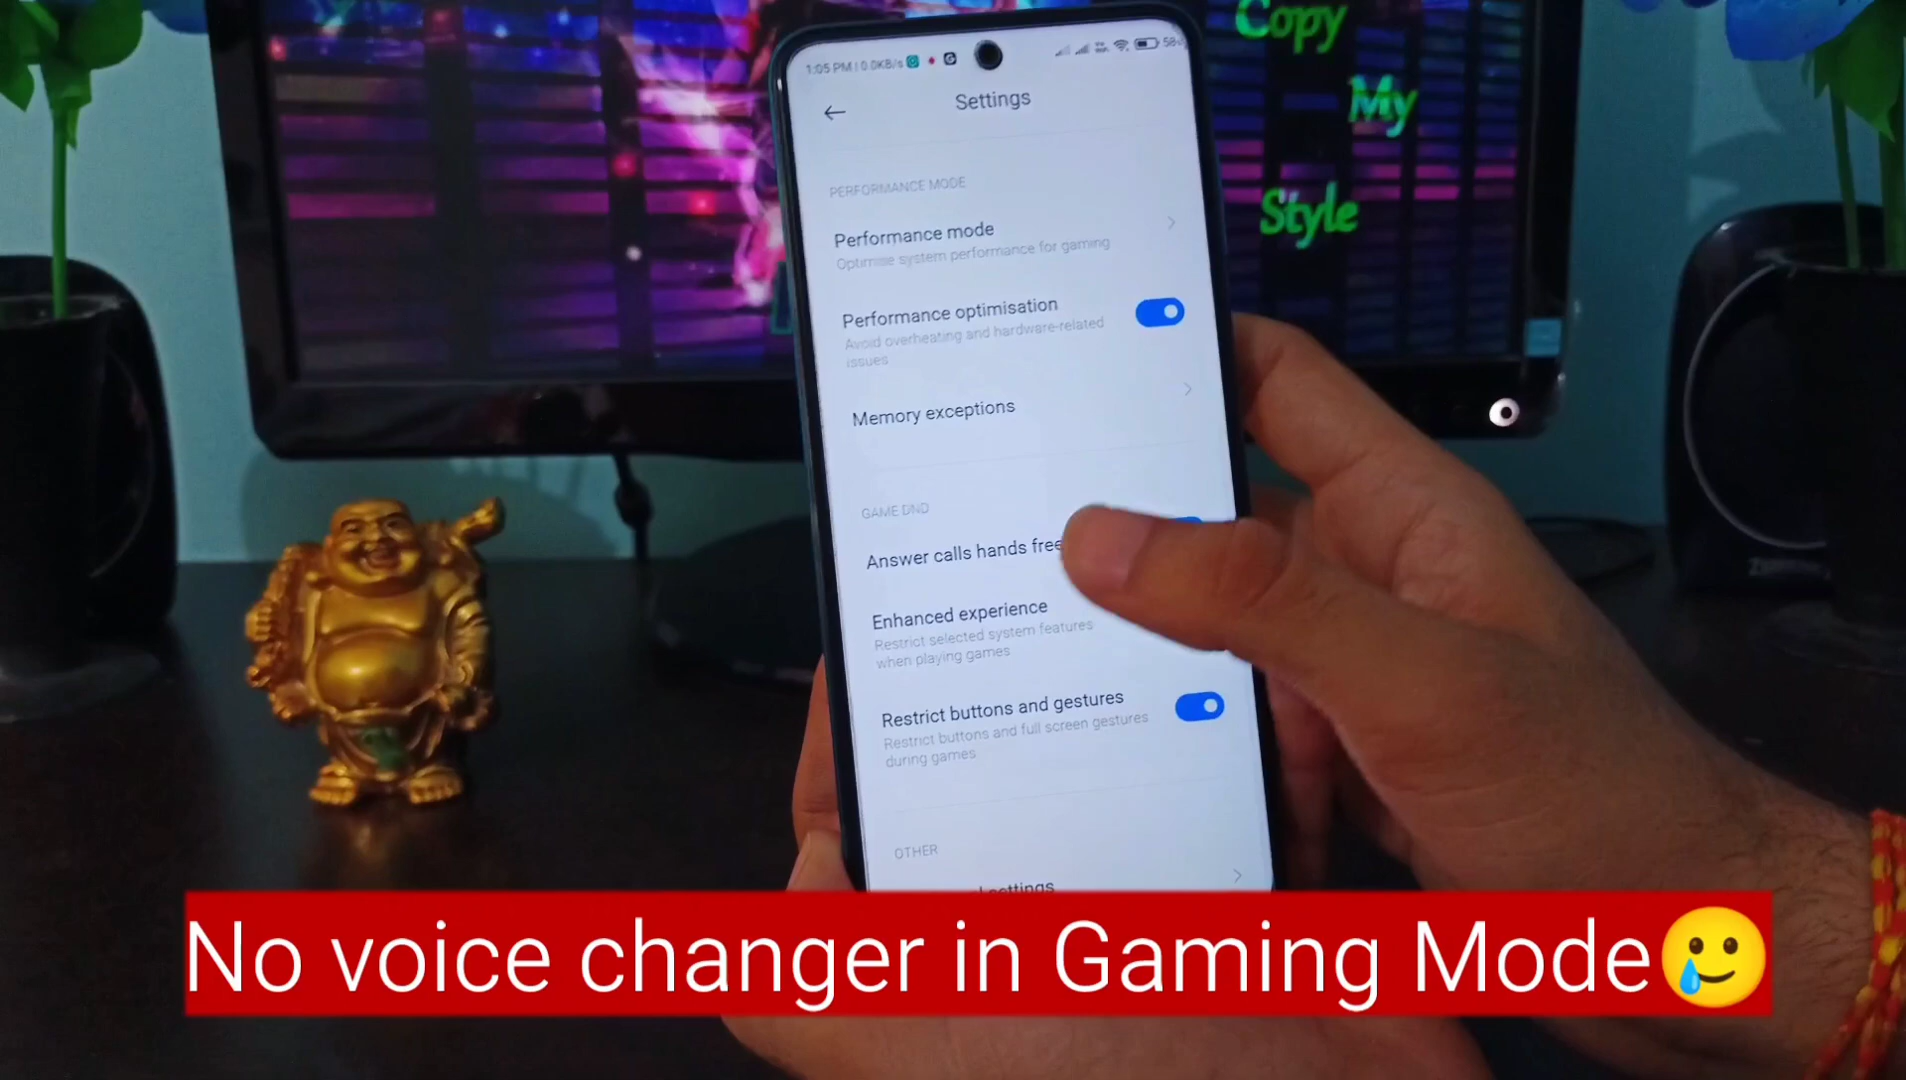 Copy
My
Style
1:05 PM | 0.0KB/s
58
Settings
PERFORMANCE MODE
Performance mode
Optimise system performance for gaming
Performance optimisation
Avoid overheating and hardware-related
issues
Memory exceptions
GAME DND
Answer calls hands free
Enhanced experience
Restrict selected system features
when playing games
Restrict buttons and gestures
Restrict buttons and full screen gestures
during games
OTHER
settings
No voice changer in Gaming Mode🥲